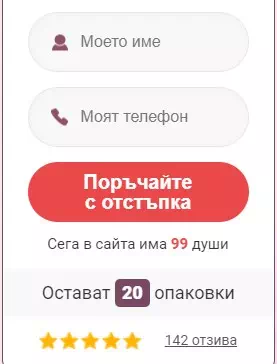 Моето име
Моят телефон
Поръчайте
с отстъпка
Сега в сайта има 99 души
Остават 20 опаковки
142 отзива